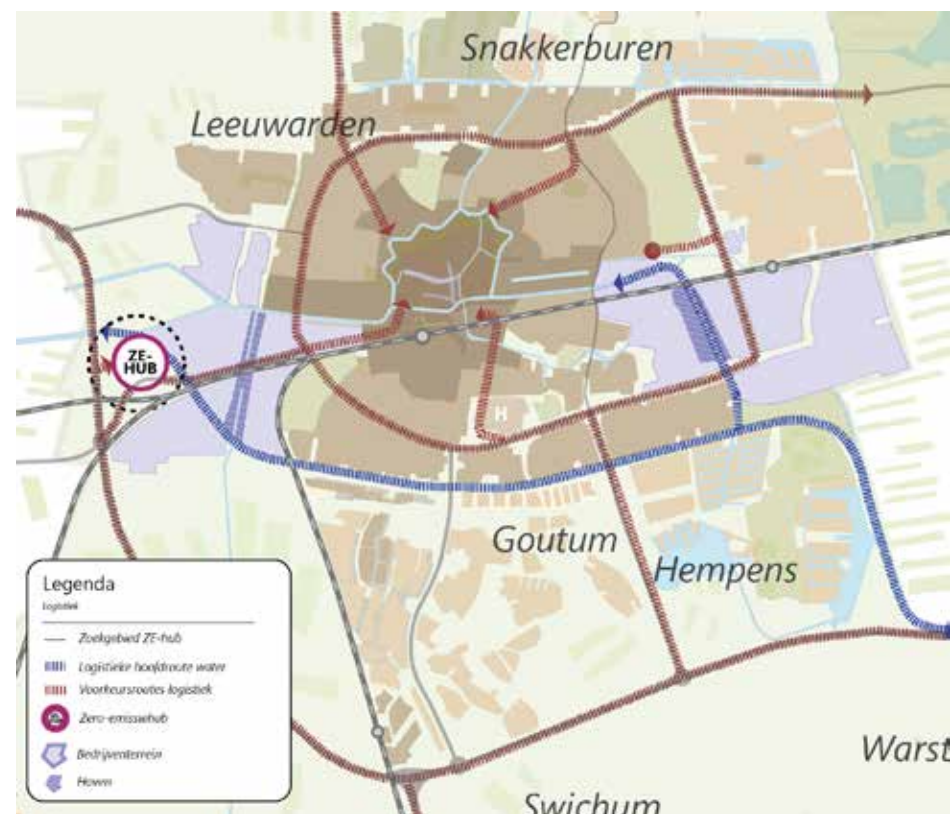 Snakkerburen
Leeuwarden
ZE-
HUB
H
Goutum
Hempens
Warst
Swichum
Legenda
Logistiek
Zoekgebied ZE-hub
Logistieke hoofdroute water
Voorkeursroutes logistiek
Zero-emissiehub
Bedrijventerrein
Haven